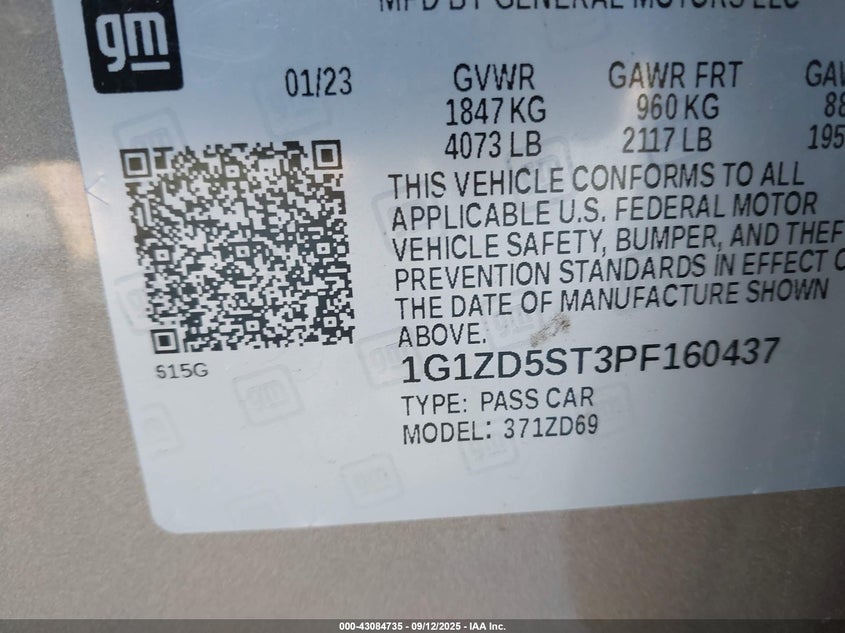 MFD BY GENERAL MOTORS LLC
gm
01/23 GVWR GAWR FRT
1847 KG 960 KG
4073 LB 2117 LB
THIS VEHICLE CONFORMS TO ALL
APPLICABLE U.S. FEDERAL MOTOR
VEHICLE SAFETY, BUMPER, AND THEF
PREVENTION STANDARDS IN EFFECT
THE DATE OF MANUFACTURE SHOWN
ABOVE.
1G1ZD5ST3PF160437
615G
TYPE: PASS CAR
MODEL: 371ZD69
000-43084735 - 09/12/2025 - IAA Inc.